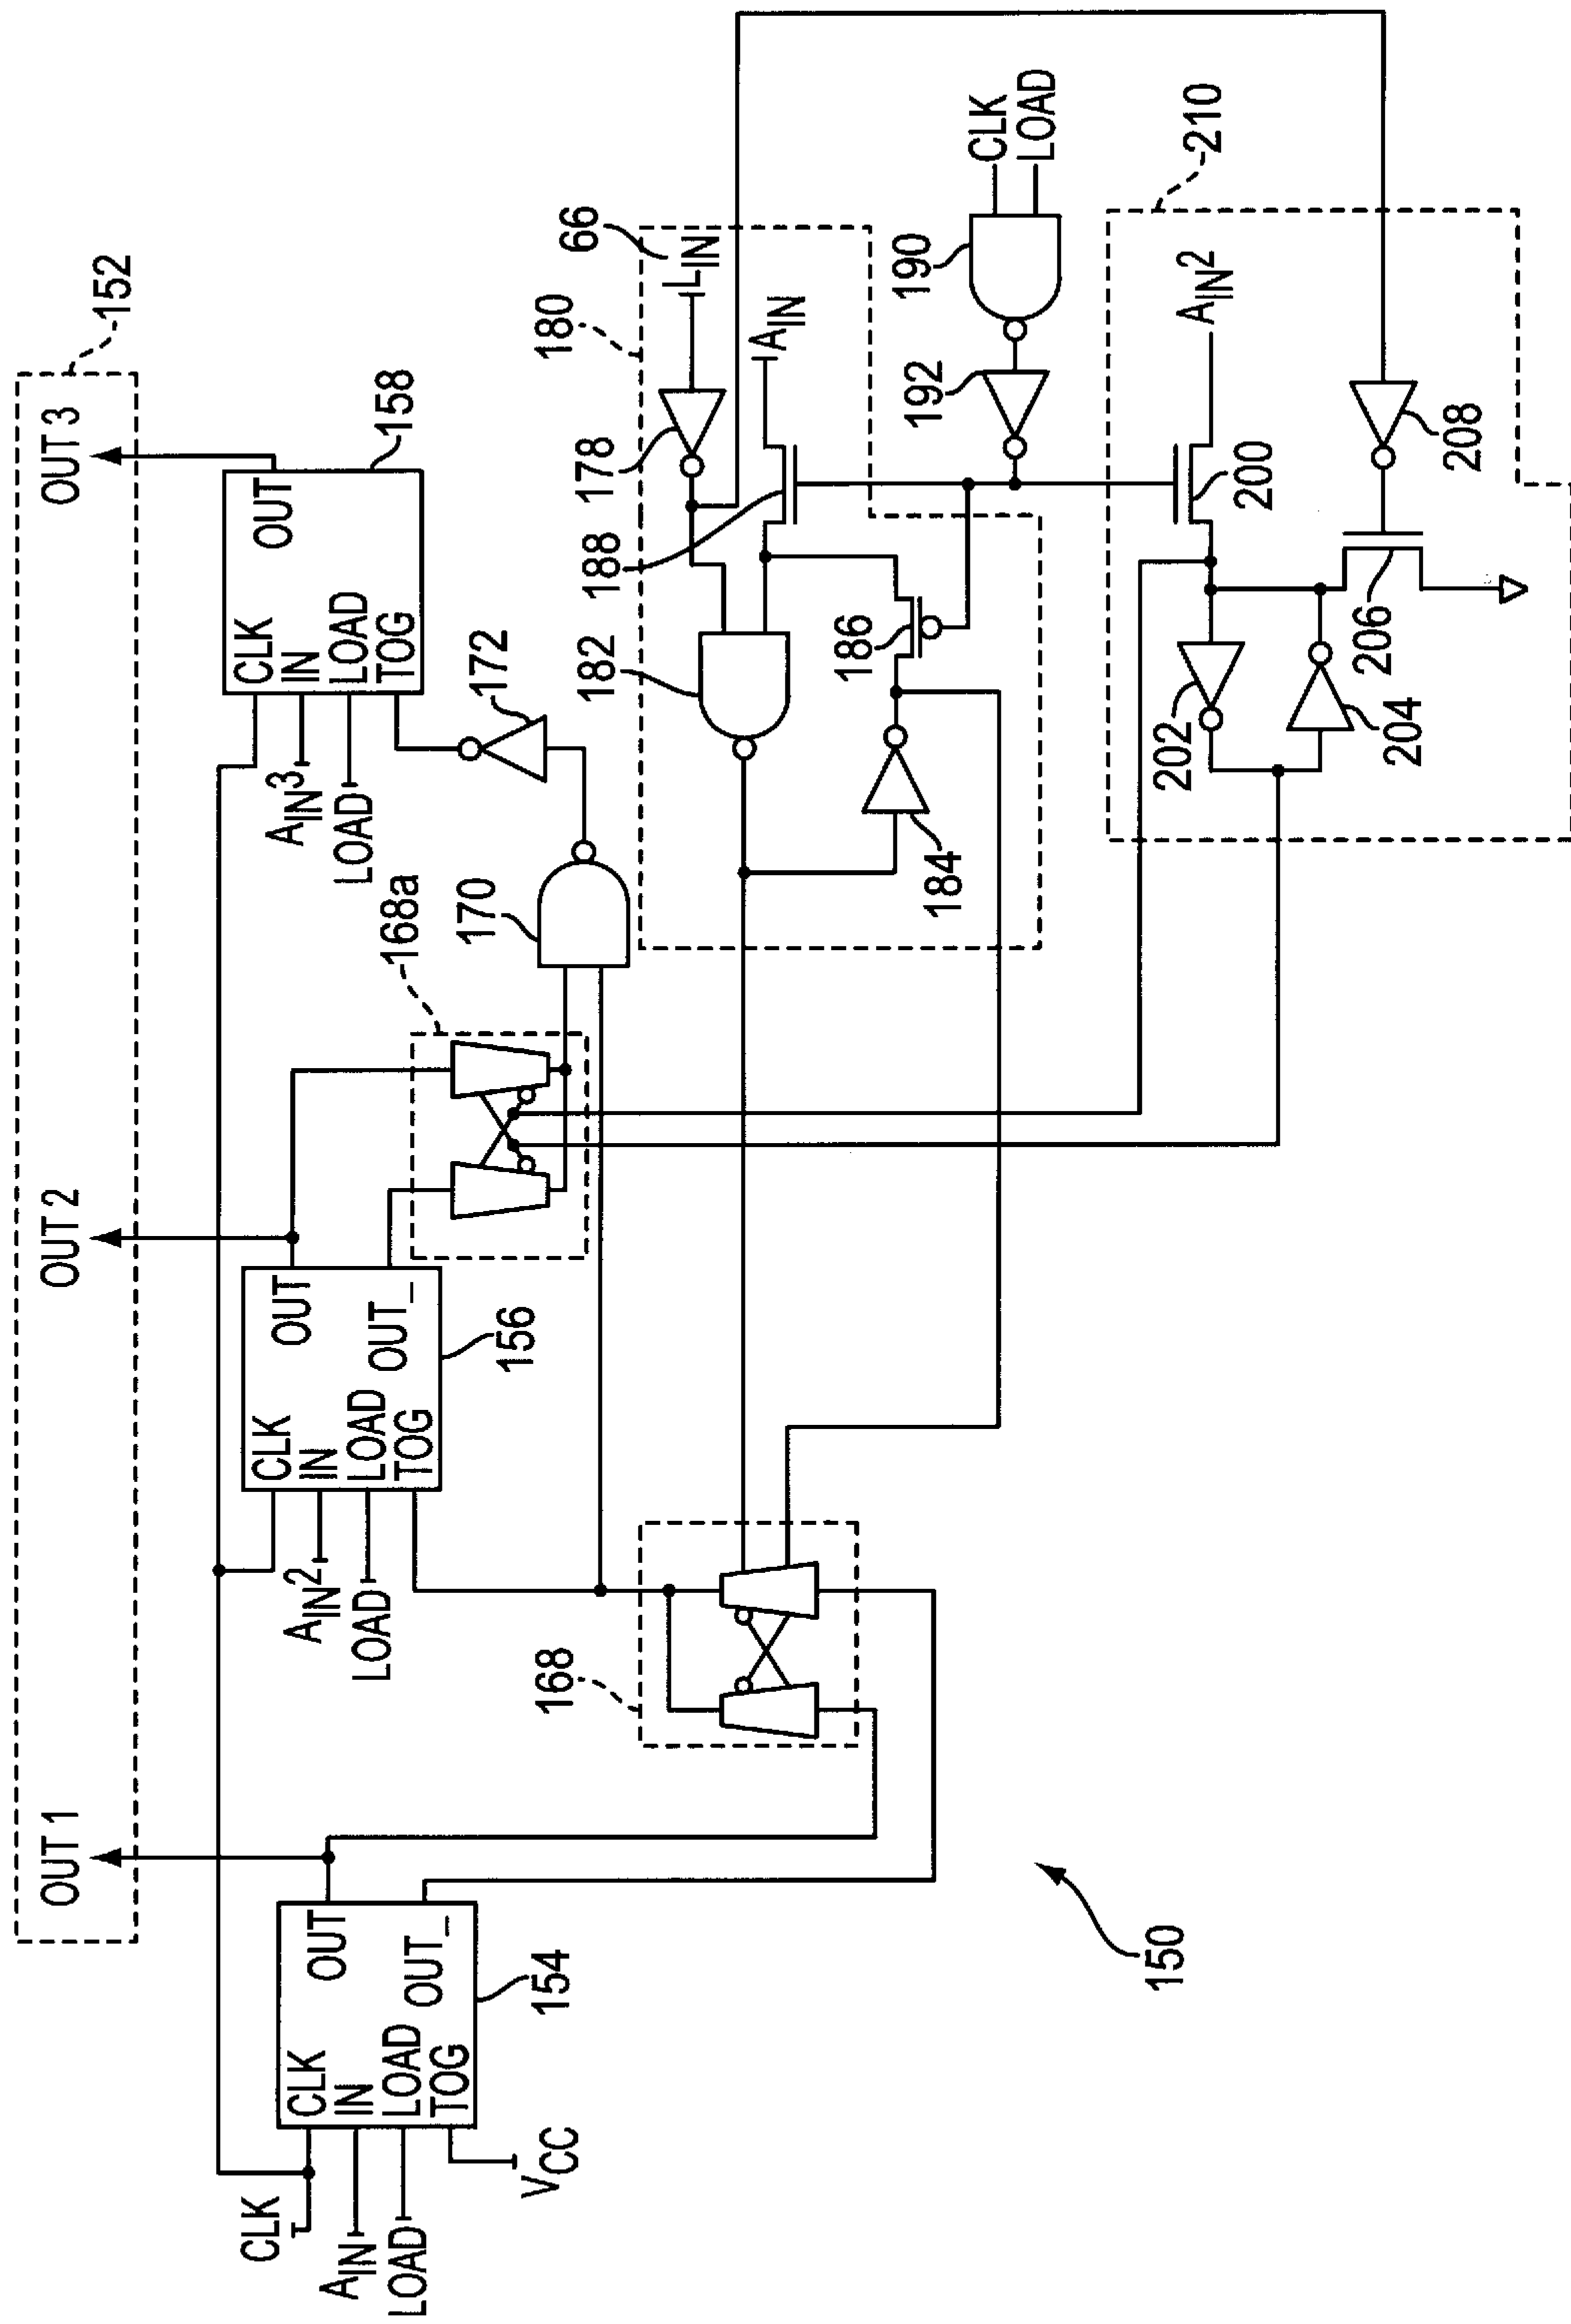 OUT 1
OUT 2
OUT 3
152
CLK
A_IN
LOAD
V_CC
CLK
IN
LOAD
TOG
OUT
OUT_
154
A_IN2
LOAD
CLK
IN
LOAD
TOG
OUT
OUT_
156
A_IN3
LOAD
CLK
IN
LOAD
TOG
OUT
158
168
168a
170
172
180
66
L_IN
178
A_IN
188
182
186
184
CLK
LOAD
190
192
210
A_IN2
200
202
204
206
208
150